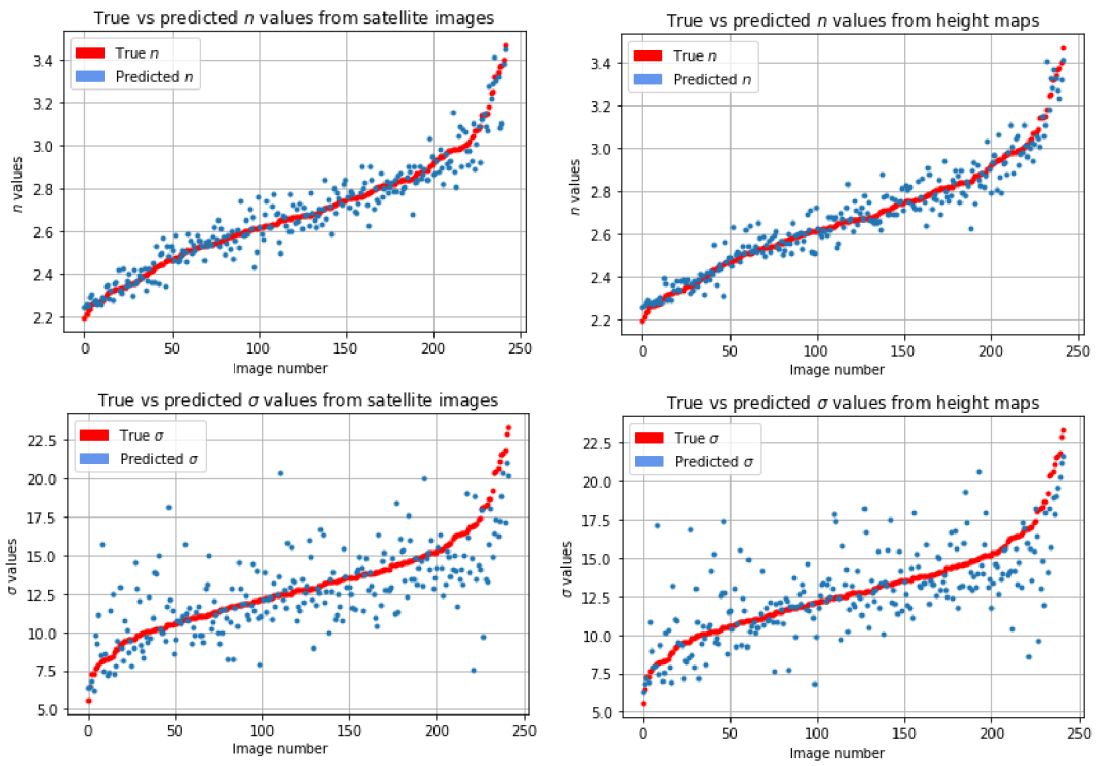 True vs predicted n values from satellite images
True n
Predicted n
n values
3.4
3.2
3.0
2.8
2.6
2.4
2.2
0 50 100 150 200 250
Image number
True vs predicted n values from height maps
True n
Predicted n
n values
3.4
3.2
3.0
2.8
2.6
2.4
2.2
0 50 100 150 200 250
Image number
True vs predicted σ values from satellite images
True σ
Predicted σ
σ values
22.5
20.0
17.5
15.0
12.5
10.0
7.5
5.0
0 50 100 150 200 250
Image number
True vs predicted σ values from height maps
True σ
Predicted σ
σ values
22.5
20.0
17.5
15.0
12.5
10.0
7.5
5.0
0 50 100 150 200 250
Image number